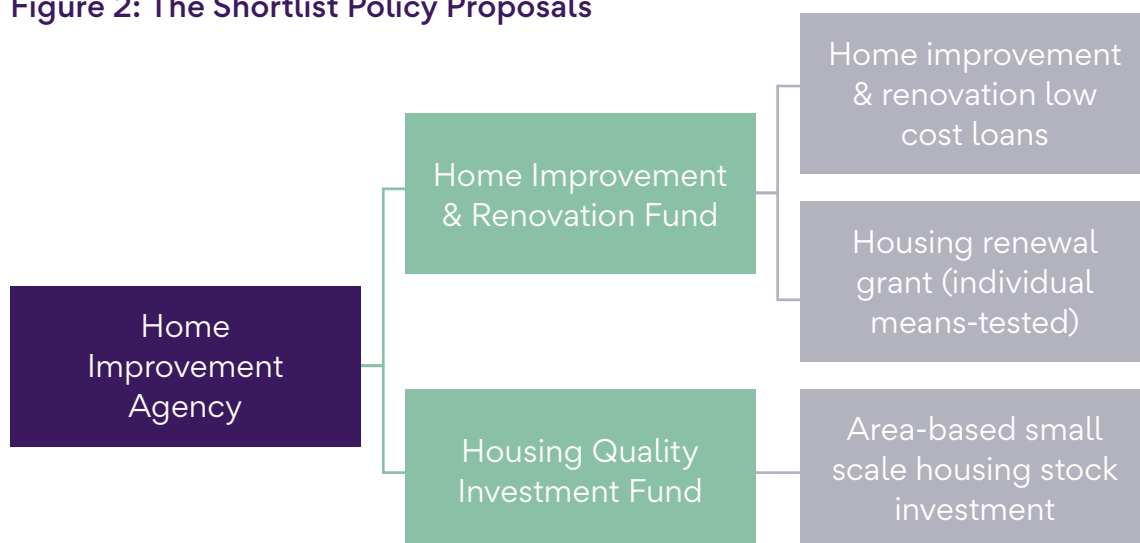 Figure 2: The Shortlist Policy Proposals
Home improvement
& renovation low
cost loans
Home Improvement
& Renovation Fund
Housing renewal
grant (individual
means-tested)
Home
Improvement
Agency
Housing Quality
Investment Fund
Area-based small
scale housing stock
investment